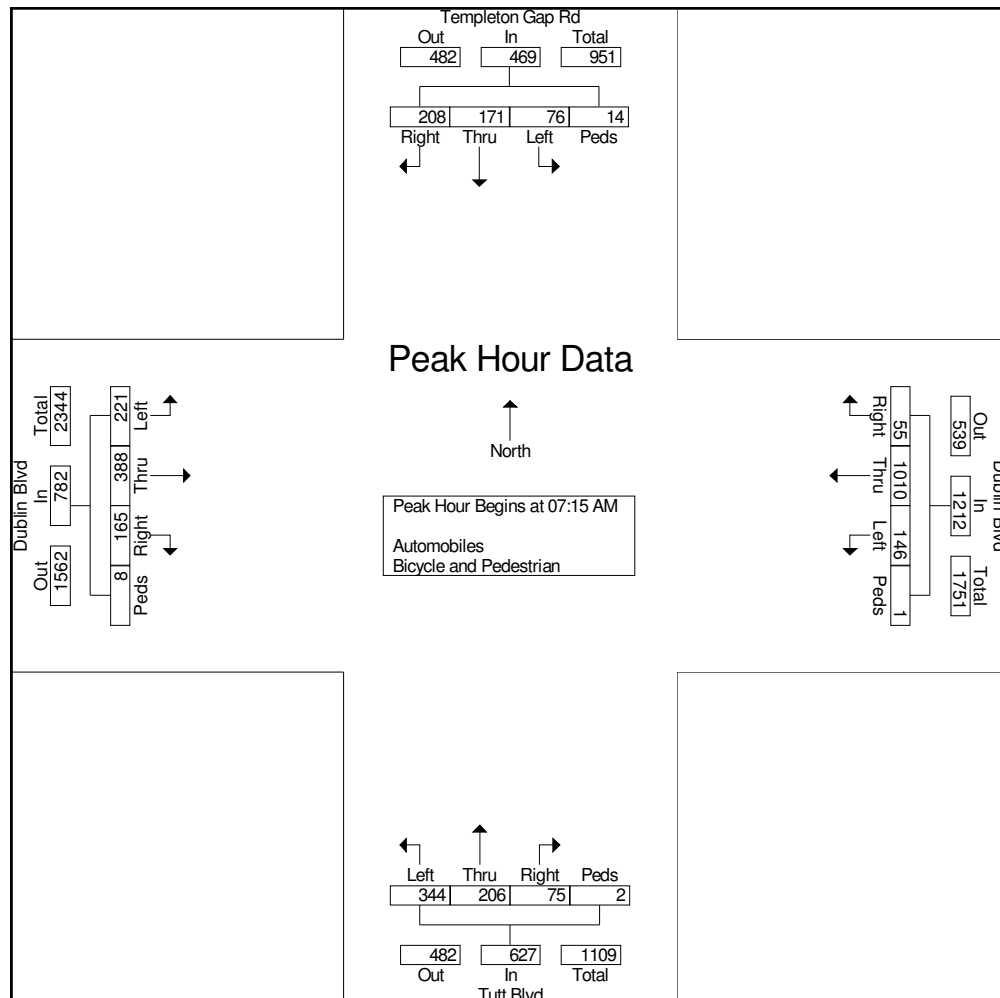 Templeton Gap Rd
Out In Total
482 469 951
208 171 76 14
Right Thru Left Peds
Peak Hour Data
North
Peak Hour Begins at 07:15 AM
Automobiles
Bicycle and Pedestrian
Dublin Blvd
Out In Total
1562 782 2344
Left Thru Right Peds
221 388 165 8
Dublin Blvd
Out In Total
539 1212 1751
Right Thru Left Peds
55 1010 146 1
Left Thru Right Peds
344 206 75 2
482 627 1109
Out In Total
Tutt Blvd